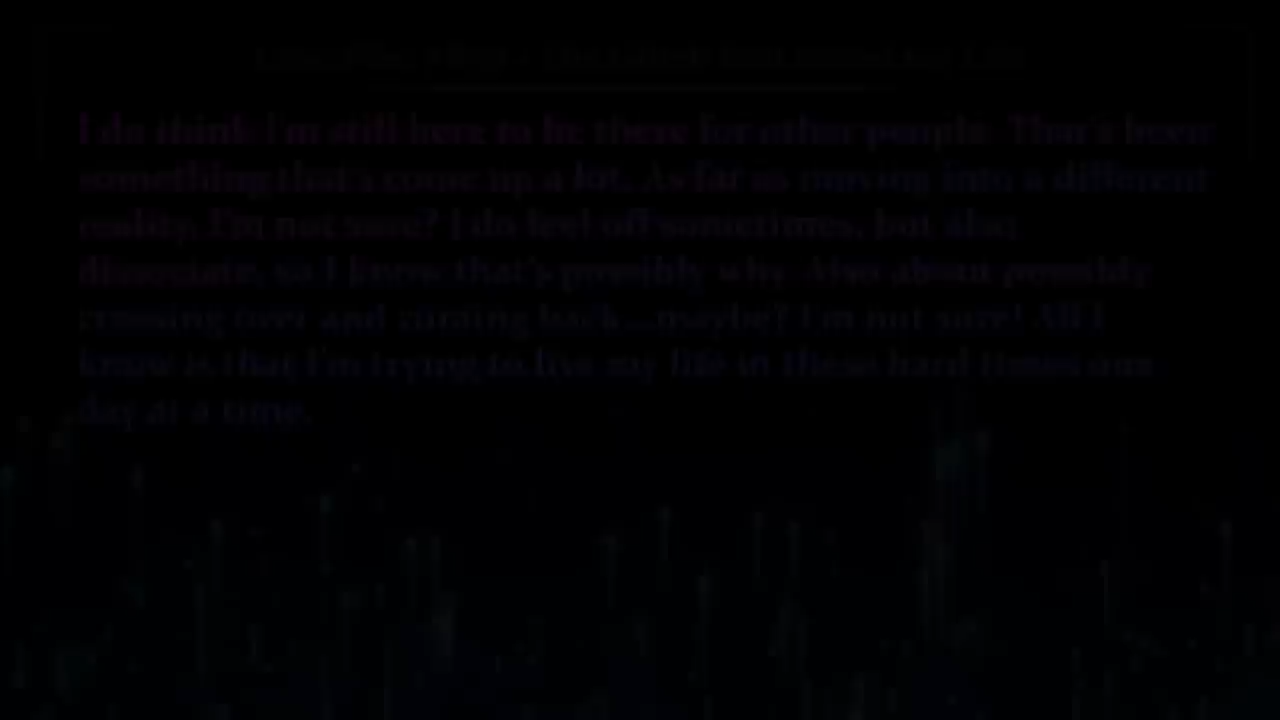 I do think I'm still here to be there for other people. That's been
something that's come up a bit. As far as moving into a different
reality, I'm not sure? I do feel off sometimes, but also
dissociate, so I know that's possibly why. Also about possibly
crossing over and coming back....maybe? I'm not sure! All I
know is that I'm trying to live my life in these hard times one
day at a time.